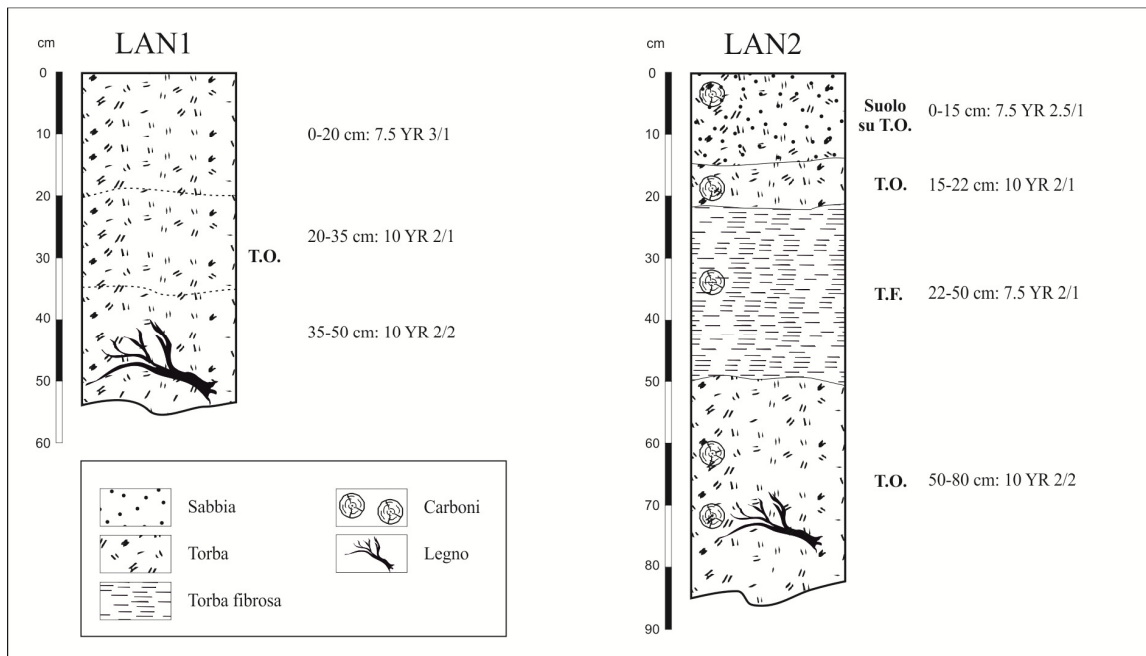 LAN1
cm
0
10
20
30
40
50
60
0-20 cm: 7.5 YR 3/1
20-35 cm: 10 YR 2/1
T.O.
35-50 cm: 10 YR 2/2
LAN2
cm
0
10
20
30
40
50
60
70
80
90
Suolo
su T.O.
0-15 cm: 7.5 YR 2.5/1
T.O.
15-22 cm: 10 YR 2/1
T.F.
22-50 cm: 7.5 YR 2/1
T.O.
50-80 cm: 10 YR 2/2
Sabbia
Torba
Torba fibrosa
Carboni
Legno